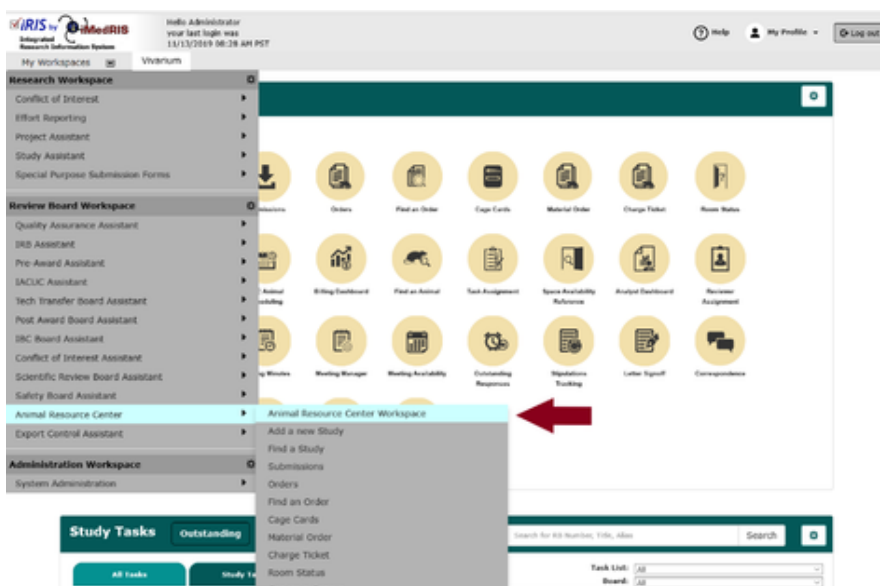 iRIS by iMedRIS
Integrated
Research Information System
Hello Administrator
your last login was
11/13/2019 08:28 AM PST
Help
My Profile
Log out
My Workspaces
Vivarium
Research Workspace
Conflict of Interest
Effort Reporting
Project Assistant
Study Assistant
Special Purpose Submission Forms
Review Board Workspace
Quality Assurance Assistant
IRB Assistant
Pre-Award Assistant
IACUC Assistant
Tech Transfer Board Assistant
Post Award Board Assistant
IBC Board Assistant
Conflict of Interest Assistant
Scientific Review Board Assistant
Safety Board Assistant
Animal Resource Center
Export Control Assistant
Administration Workspace
System Administration
Orders
Find an Order
Cage Cards
Material Order
Charge Ticket
Room Status
Animal
Billing Dashboard
Find an Animal
Task Assignment
Space Availability
Reference
Analyst Dashboard
Reviewer
Assignment
Minutes
Meeting Manager
Meeting Availability
Outstanding
Responses
Stipulations
Tracking
Letter Signoff
Correspondence
Animal Resource Center Workspace
Add a new Study
Find a Study
Submissions
Orders
Find an Order
Cage Cards
Material Order
Charge Ticket
Room Status
Study Tasks
Outstanding
Search for RB Number, Title, Alias
Search
All Tasks
Study Ta
Task List: All
Board: All